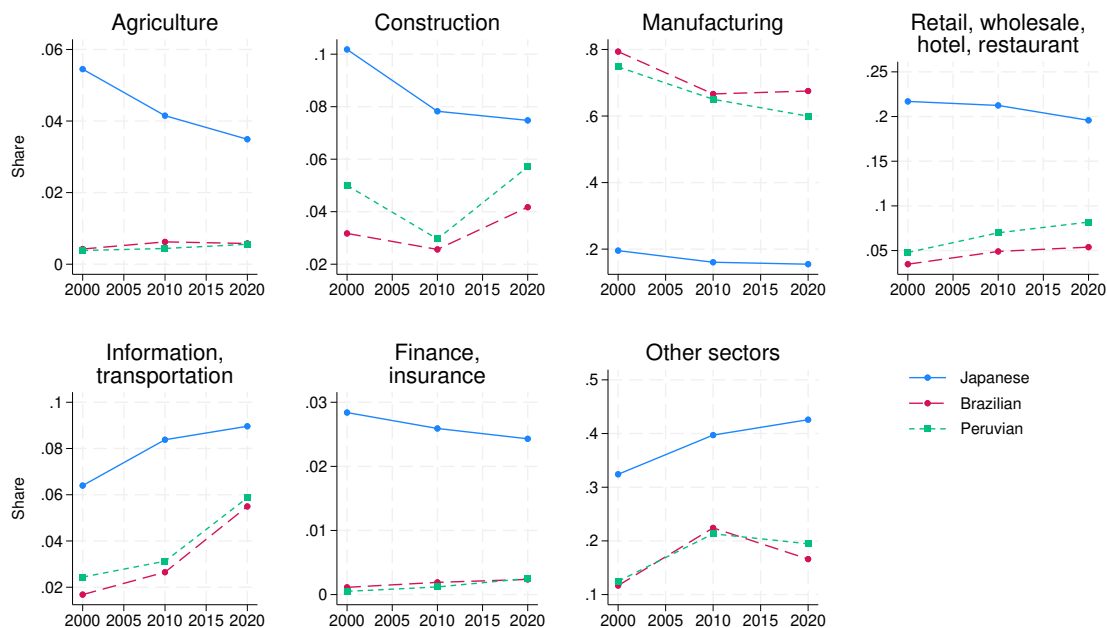 Agriculture
Share
.06
.04
.02
0
2000 2005 2010 2015 2020
Construction
.1
.08
.06
.04
.02
2000 2005 2010 2015 2020
Manufacturing
.8
.6
.4
.2
2000 2005 2010 2015 2020
Retail, wholesale,
hotel, restaurant
.25
.2
.15
.1
.05
2000 2005 2010 2015 2020
Information,
transportation
Share
.1
.08
.06
.04
.02
2000 2005 2010 2015 2020
Finance,
insurance
.03
.02
.01
0
2000 2005 2010 2015 2020
Other sectors
.5
.4
.3
.2
.1
2000 2005 2010 2015 2020
Japanese
Brazilian
Peruvian